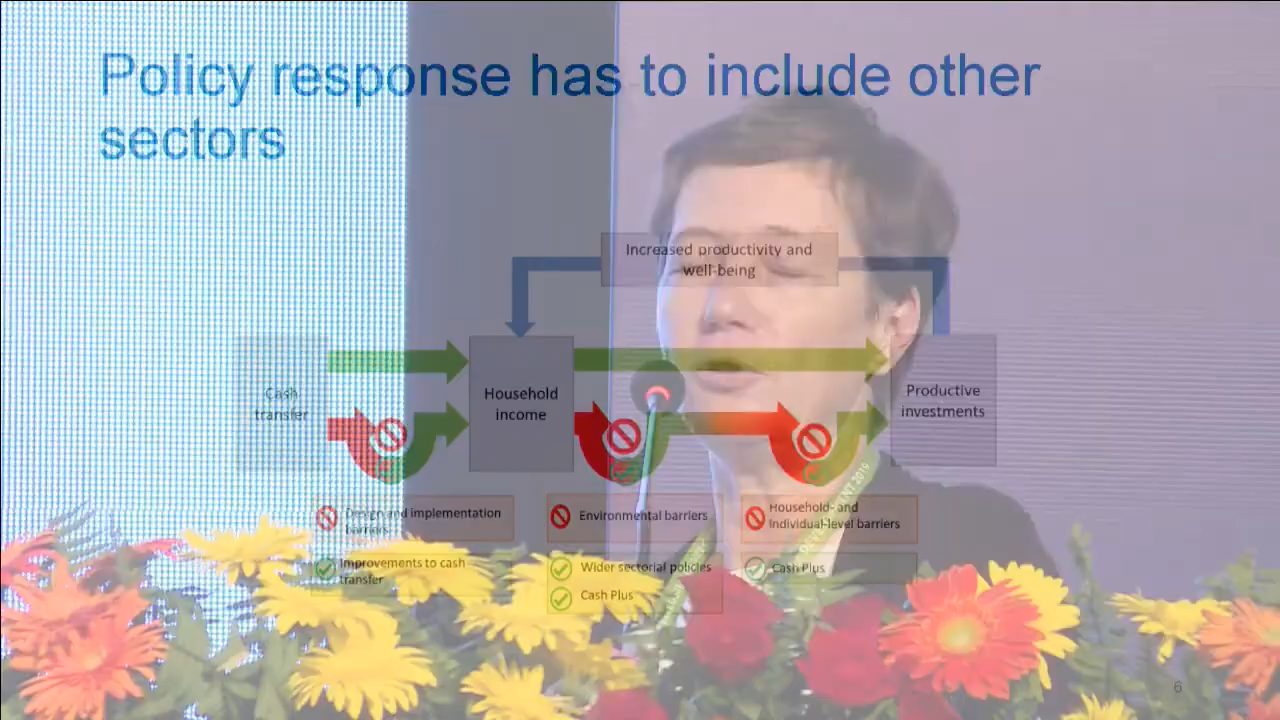 Policy response has to include other
sectors
Increased productivity and
well-being
Cash
transfer
Household
income
Productive
investments
Design and implementation
barriers
Environmental barriers
Household- and
Individual-level barriers
Improvements to cash
transfer
Wider sectorial policies
Cash Plus
Cash Plus
2019
6